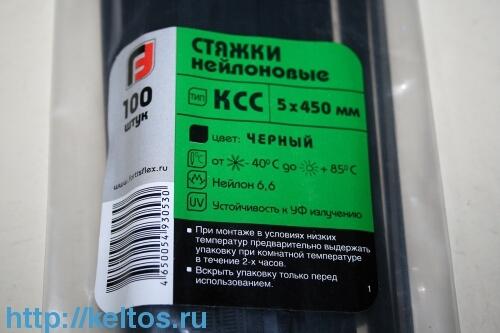 СТЯЖКИ
НЕЙЛОНОВЫЕ
100
штук
ТИП КСС 5x450 мм
цвет: ЧЕРНЫЙ
t°C от - 40°С до + 85°С
Нейлон 6,6
UV Устойчивость к УФ излучению
www.fortisflex.ru
4650054930530
При монтаже в условиях низких
температур предварительно выдержать
упаковку при комнатной температуре
в течение 2-х часов.
Вскрыть упаковку только перед
использованием.
1
http://keltos.ru